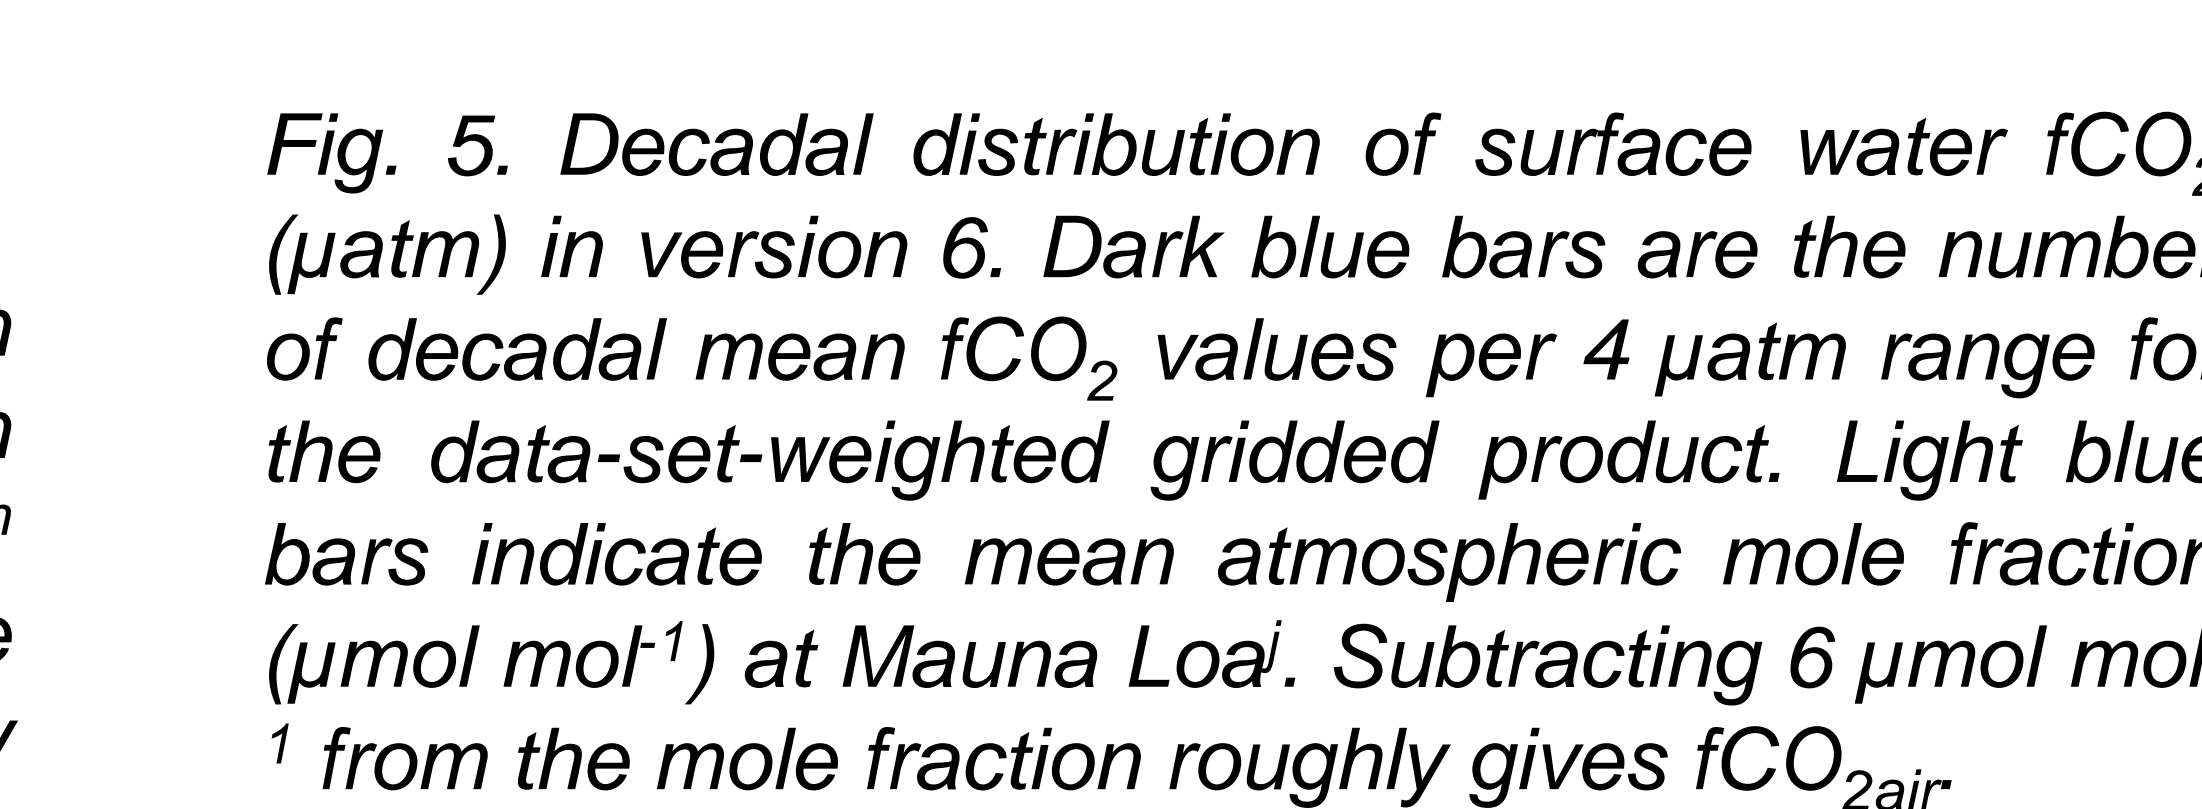 Fig. 5. Decadal distribution of surface water fCO₂
(µatm) in version 6. Dark blue bars are the number
of decadal mean fCO₂ values per 4 µatm range for
the data-set-weighted gridded product. Light blue
bars indicate the mean atmospheric mole fraction
(µmol mol⁻¹) at Mauna Loaʲ. Subtracting 6 µmol mol
¹ from the mole fraction roughly gives fCO₂ₐᵢᵣ.